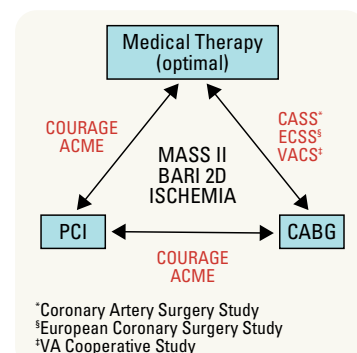 Medical Therapy
(optimal)
COURAGE
ACME
CASS*
ECSS§
VACS‡
MASS II
BARI 2D
ISCHEMIA
PCI
CABG
COURAGE
ACME
*Coronary Artery Surgery Study
§European Coronary Surgery Study
‡VA Cooperative Study